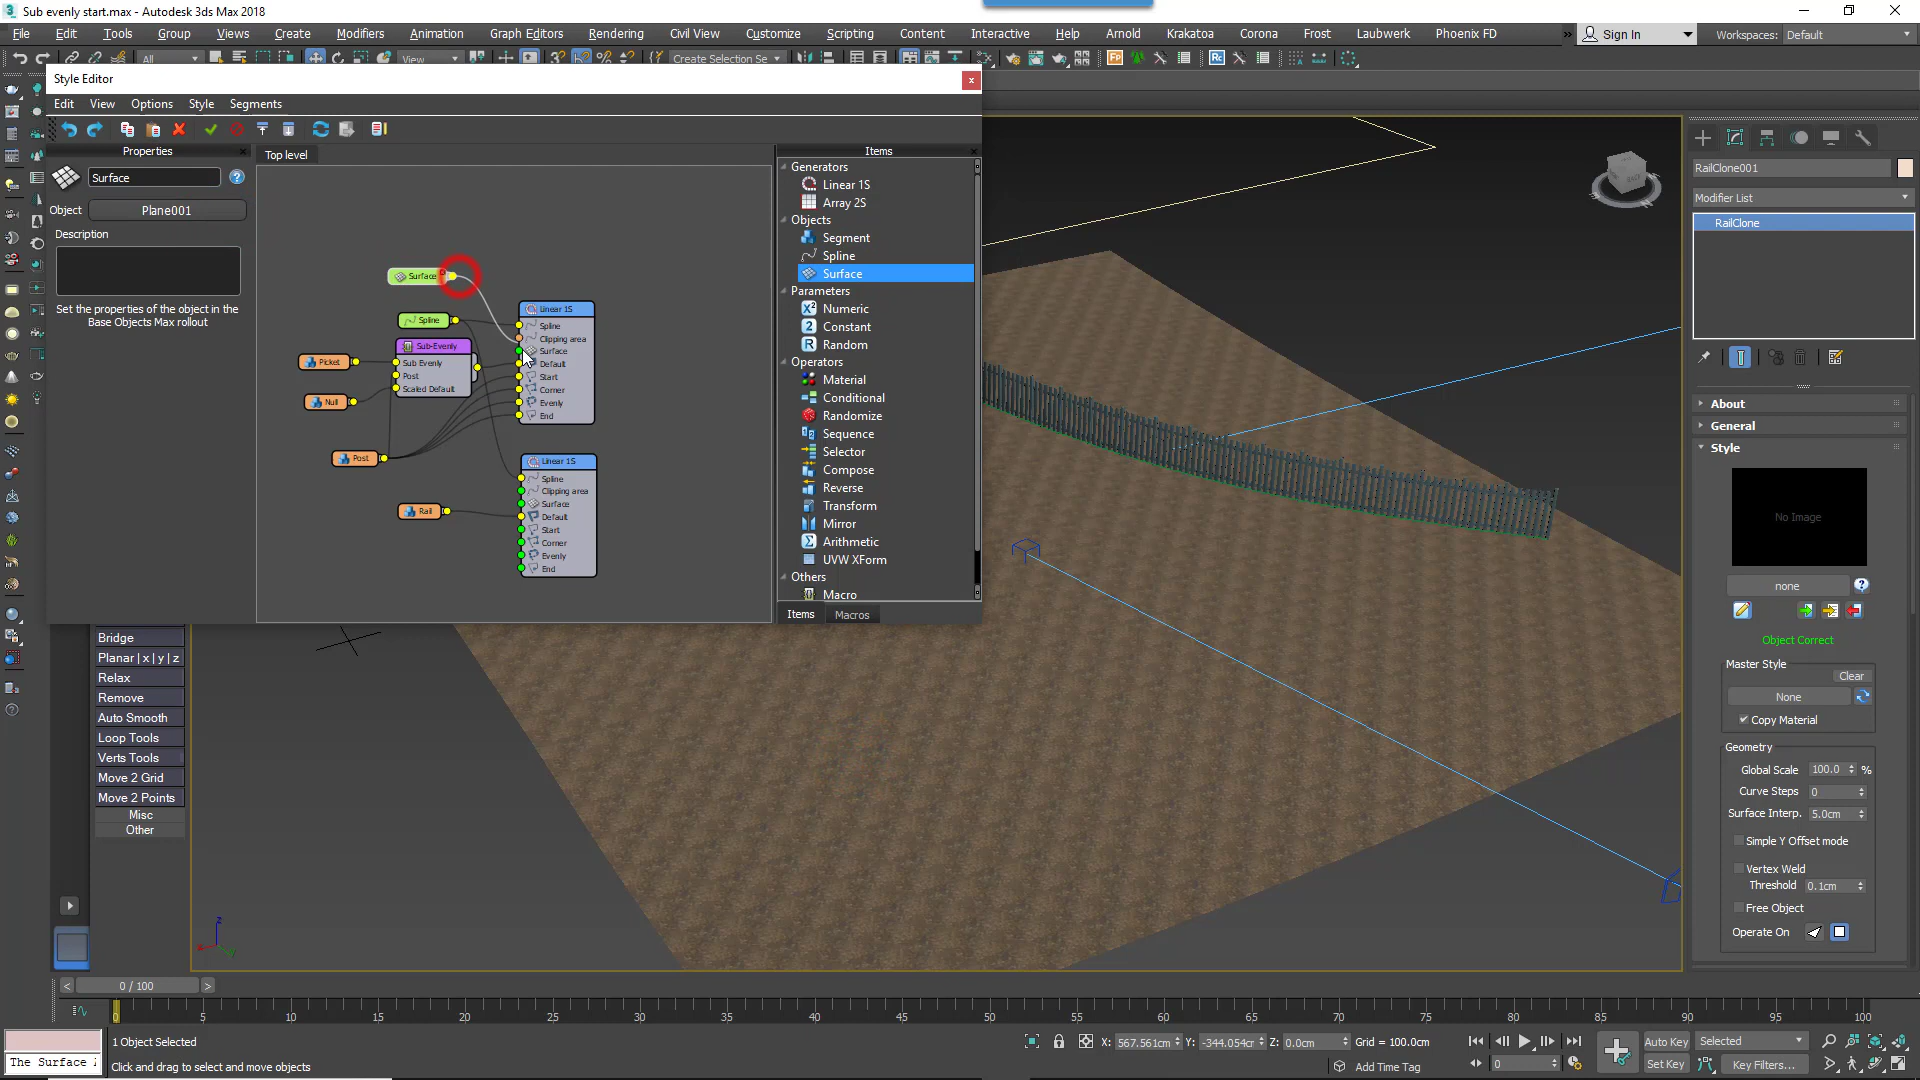 Sub evenly start.max - Autodesk 3ds Max 2018
File Edit Tools Group Views Create Modifiers Animation Graph Editors Rendering Civil View Customize Scripting Content Interactive Help Arnold Krakatoa Corona Frost Laubwerk Phoenix FD » Sign In Workspaces: Default
All View Create Selection Se
Style Editor
Edit View Options Style Segments
Properties
Top level
Items
Surface
Object Plane001
Description
Set the properties of the object in the
Base Objects Max rollout
Surface
Spline
Picket
Null
Post
Rail
Sub-Evenly
Sub Evenly
Post
Scaled Default
Linear 1S
Spline
Clipping area
Surface
Default
Start
Corner
Evenly
End
Linear 1S
Spline
Clipping area
Surface
Default
Start
Corner
Evenly
End
Generators
Linear 1S
Array 2S
Objects
Segment
Spline
Surface
Parameters
Numeric
Constant
Random
Operators
Material
Conditional
Randomize
Sequence
Selector
Compose
Reverse
Transform
Mirror
Arithmetic
UVW XForm
Others
Macro
Items Macros
Bridge
Planar | x | y | z
Relax
Remove
Auto Smooth
Loop Tools
Verts Tools
Move 2 Grid
Move 2 Points
Misc
Other
RailClone001
Modifier List
RailClone
About
General
Style
No Image
none
Object Correct
Master Style
Clear
None
Copy Material
Geometry
Global Scale 100.0 %
Curve Steps 0
Surface Interp. 5.0cm
Simple Y Offset mode
Vertex Weld
Threshold 0.1cm
Free Object
Operate On
< 0 / 100 >
0 5 10 15 20 25 30 35 40 45 50 55 60 65 70 75 80 85 90 95 100
1 Object Selected
X: 567.561cm Y: -344.054cm Z: 0.0cm Grid = 100.0cm
Auto Key Selected
The Surface
Click and drag to select and move objects
Add Time Tag
0
Set Key Key Filters...